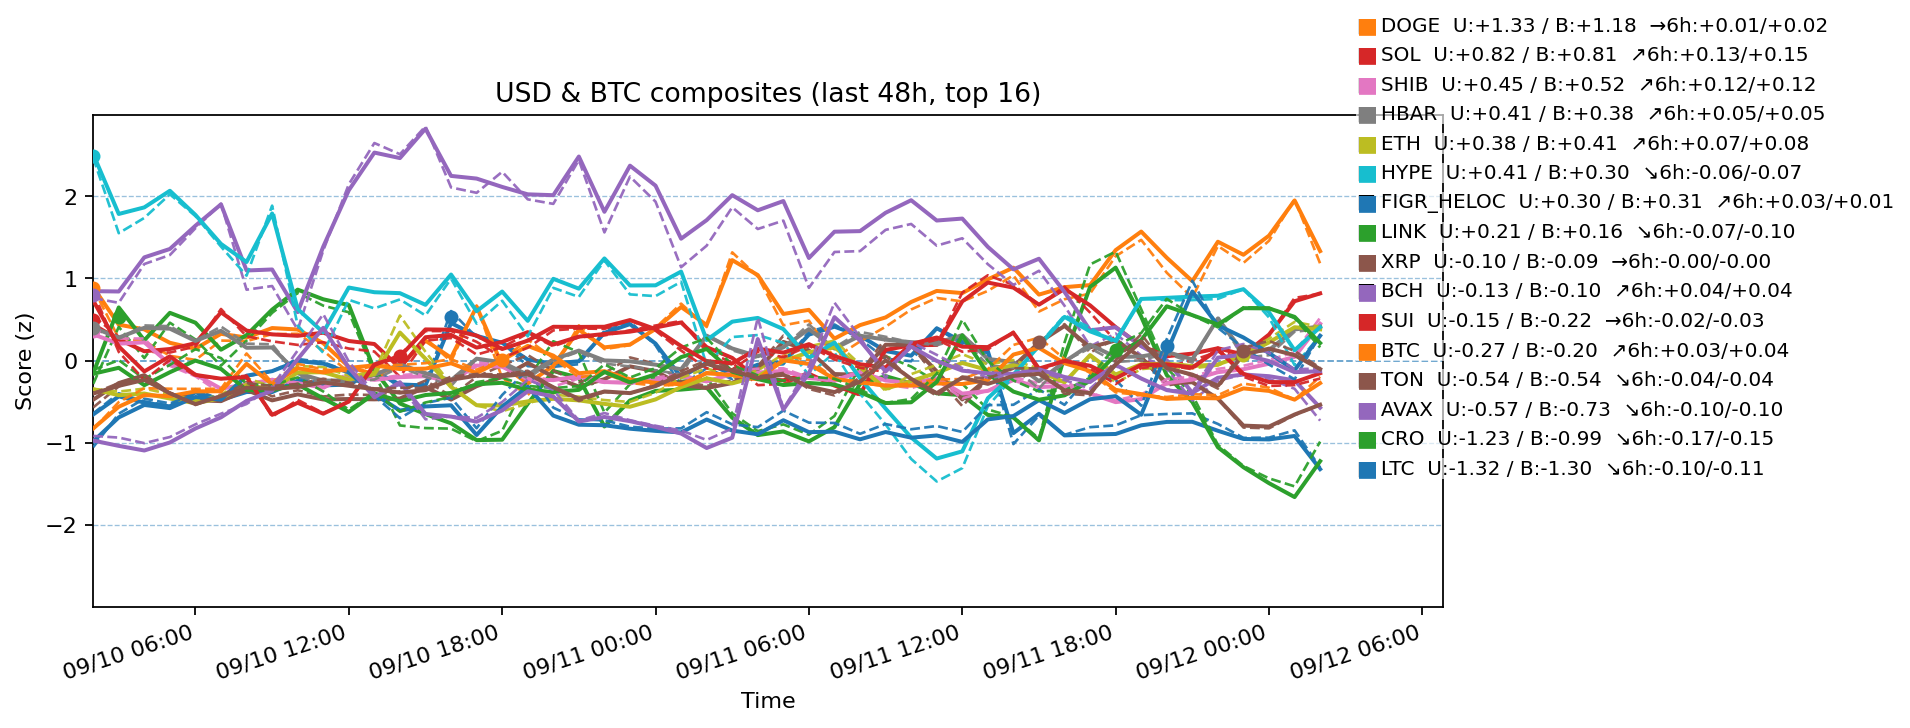 DOGE U:+1.33 / B:+1.18 →6h:+0.01/+0.02
SOL U:+0.82 / B:+0.81 ↗6h:+0.13/+0.15
SHIB U:+0.45 / B:+0.52 ↗6h:+0.12/+0.12
HBAR U:+0.41 / B:+0.38 ↗6h:+0.05/+0.05
ETH U:+0.38 / B:+0.41 ↗6h:+0.07/+0.08
HYPE U:+0.41 / B:+0.30 ↘6h:-0.06/-0.07
FIGR_HELOC U:+0.30 / B:+0.31 ↗6h:+0.03/+0.01
LINK U:+0.21 / B:+0.16 ↘6h:-0.07/-0.10
XRP U:-0.10 / B:-0.09 →6h:-0.00/-0.00
BCH U:-0.13 / B:-0.10 ↗6h:+0.04/+0.04
SUI U:-0.15 / B:-0.22 →6h:-0.02/-0.03
BTC U:-0.27 / B:-0.20 ↗6h:+0.03/+0.04
TON U:-0.54 / B:-0.54 ↘6h:-0.04/-0.04
AVAX U:-0.57 / B:-0.73 ↘6h:-0.10/-0.10
CRO U:-1.23 / B:-0.99 ↘6h:-0.17/-0.15
LTC U:-1.32 / B:-1.30 ↘6h:-0.10/-0.11
USD & BTC composites (last 48h, top 16)
Score (z)
2
1
0
−1
−2
09/10 06:00
09/10 12:00
09/10 18:00
09/11 00:00
09/11 06:00
09/11 12:00
09/11 18:00
09/12 00:00
09/12 06:00
Time